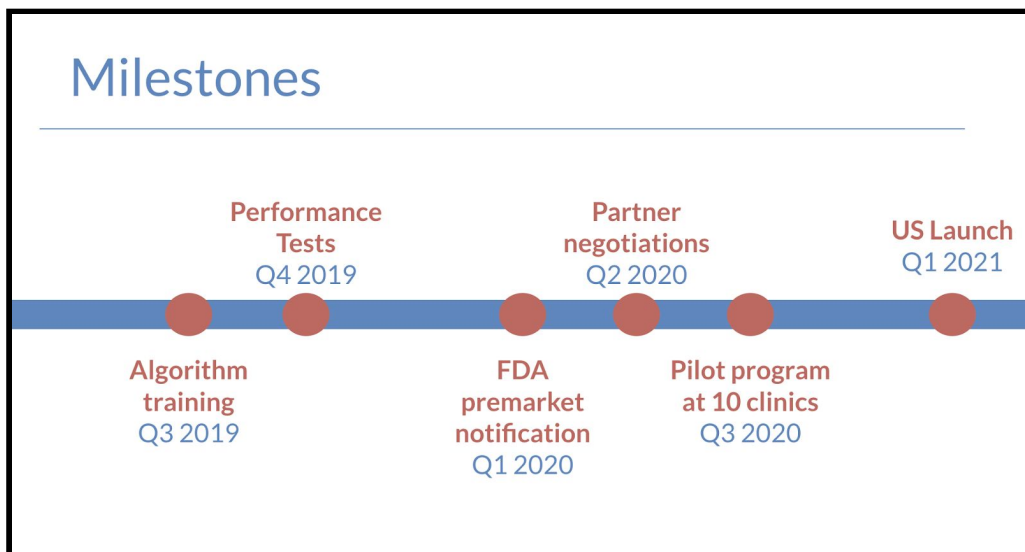 Milestones
Performance
Tests
Q4 2019
Partner
negotiations
Q2 2020
US Launch
Q1 2021
Algorithm
training
Q3 2019
FDA
premarket
notification
Q1 2020
Pilot program
at 10 clinics
Q3 2020